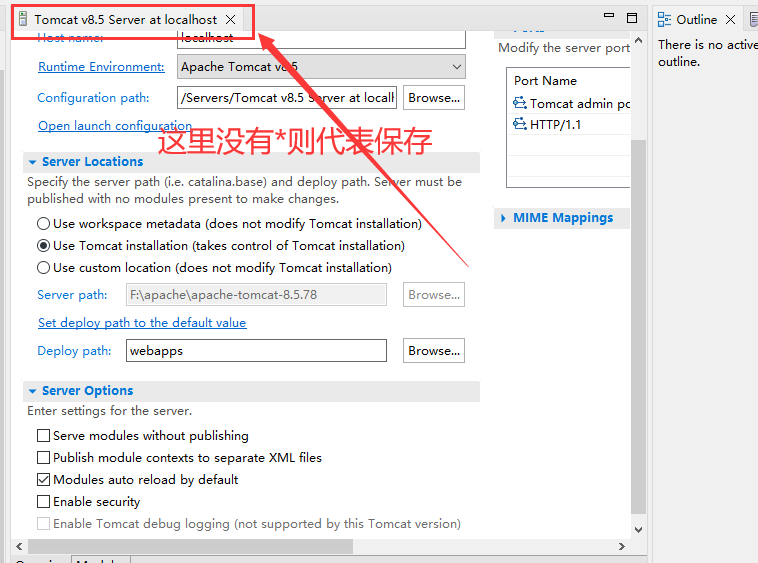 Tomcat v8.5 Server at localhost
Outline
Host name:
localhost
Modify the server port
There is no active
outline.
Runtime Environment:
Apache Tomcat v8.5
Port Name
Configuration path:
/Servers/Tomcat v8.5 Server at local
Browse...
Tomcat admin po
HTTP/1.1
Open launch configuration
这里没有*则代表保存
Server Locations
Specify the server path (i.e. catalina.base) and deploy path. Server must be
published with no modules present to make changes.
MIME Mappings
Use workspace metadata (does not modify Tomcat installation)
Use Tomcat installation (takes control of Tomcat installation)
Use custom location (does not modify Tomcat installation)
Server path:
F:\apache\apache-tomcat-8.5.78
Browse...
Set deploy path to the default value
Deploy path:
webapps
Browse...
Server Options
Enter settings for the server.
Serve modules without publishing
Publish module contexts to separate XML files
Modules auto reload by default
Enable security
Enable Tomcat debug logging (not supported by this Tomcat version)